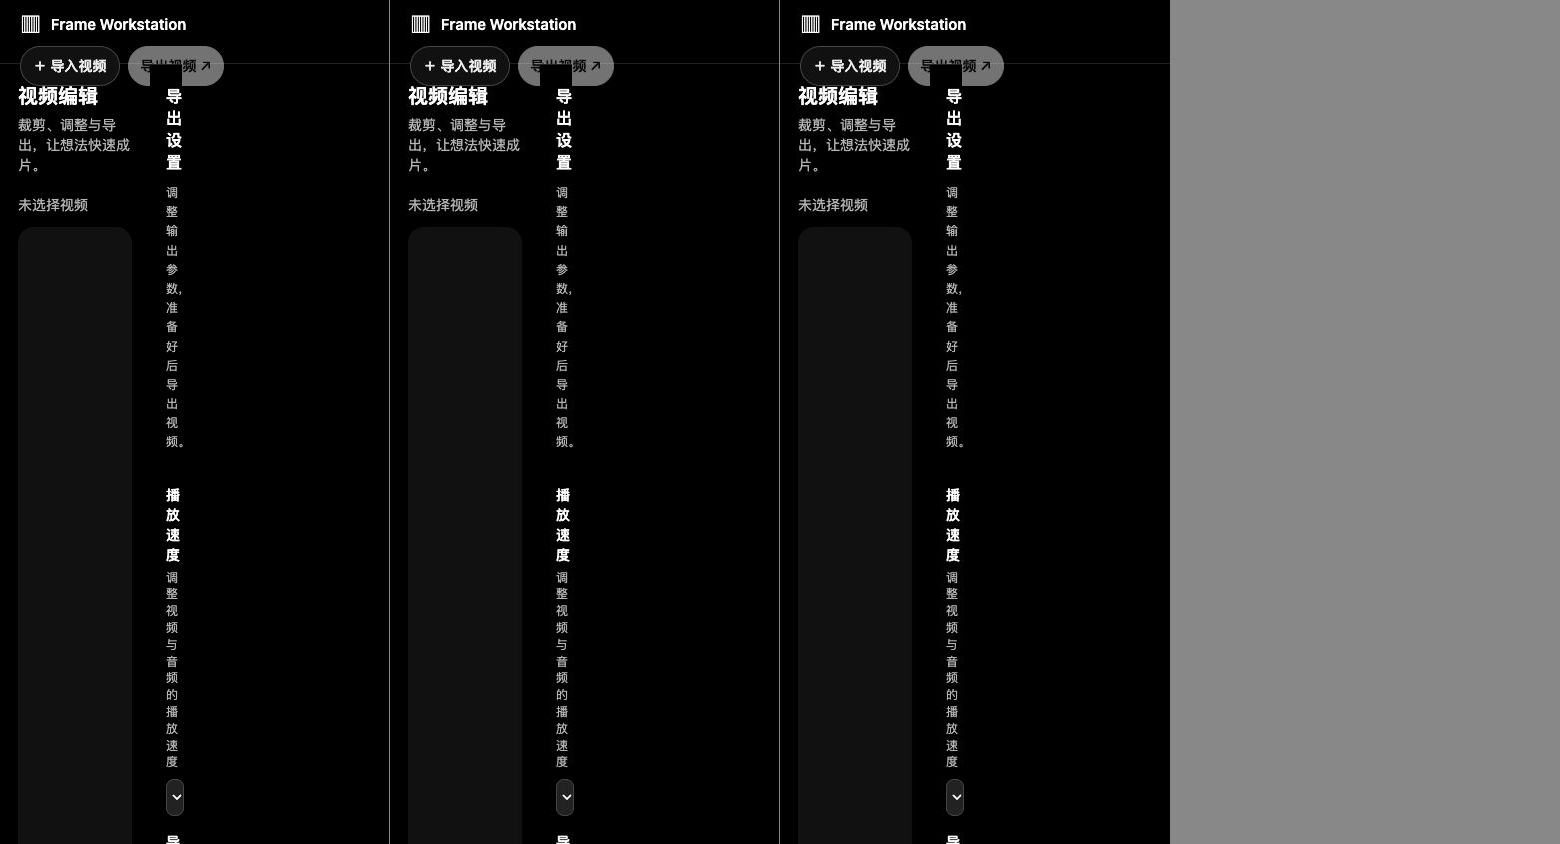 Frame Workstation
+ 导入视频
导出视频 ↗
视频编辑
裁剪、调整与导
出，让想法快速成
片。
未选择视频
导
出
设
置
调
整
输
出
参
数，
准
备
好
后
导
出
视
频。
播
放
速
度
调
整
视
频
与
音
频
的
播
放
速
度
导
Frame Workstation
+ 导入视频
导出视频 ↗
视频编辑
裁剪、调整与导
出，让想法快速成
片。
未选择视频
导
出
设
置
调
整
输
出
参
数，
准
备
好
后
导
出
视
频。
播
放
速
度
调
整
视
频
与
音
频
的
播
放
速
度
导
Frame Workstation
+ 导入视频
导出视频 ↗
视频编辑
裁剪、调整与导
出，让想法快速成
片。
未选择视频
导
出
设
置
调
整
输
出
参
数，
准
备
好
后
导
出
视
频。
播
放
速
度
调
整
视
频
与
音
频
的
播
放
速
度
导